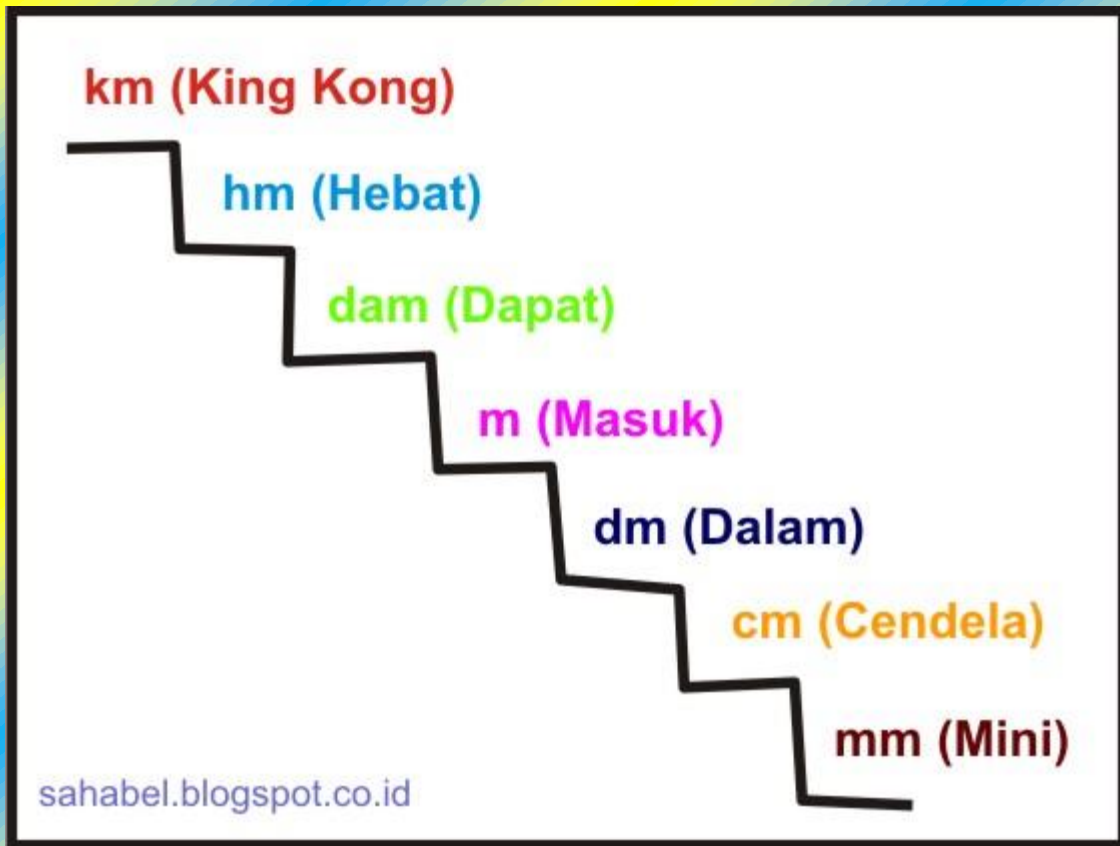 km (King Kong)
hm (Hebat)
dam (Dapat)
m (Masuk)
dm (Dalam)
cm (Cendela)
mm (Mini)
sahabel.blogspot.co.id